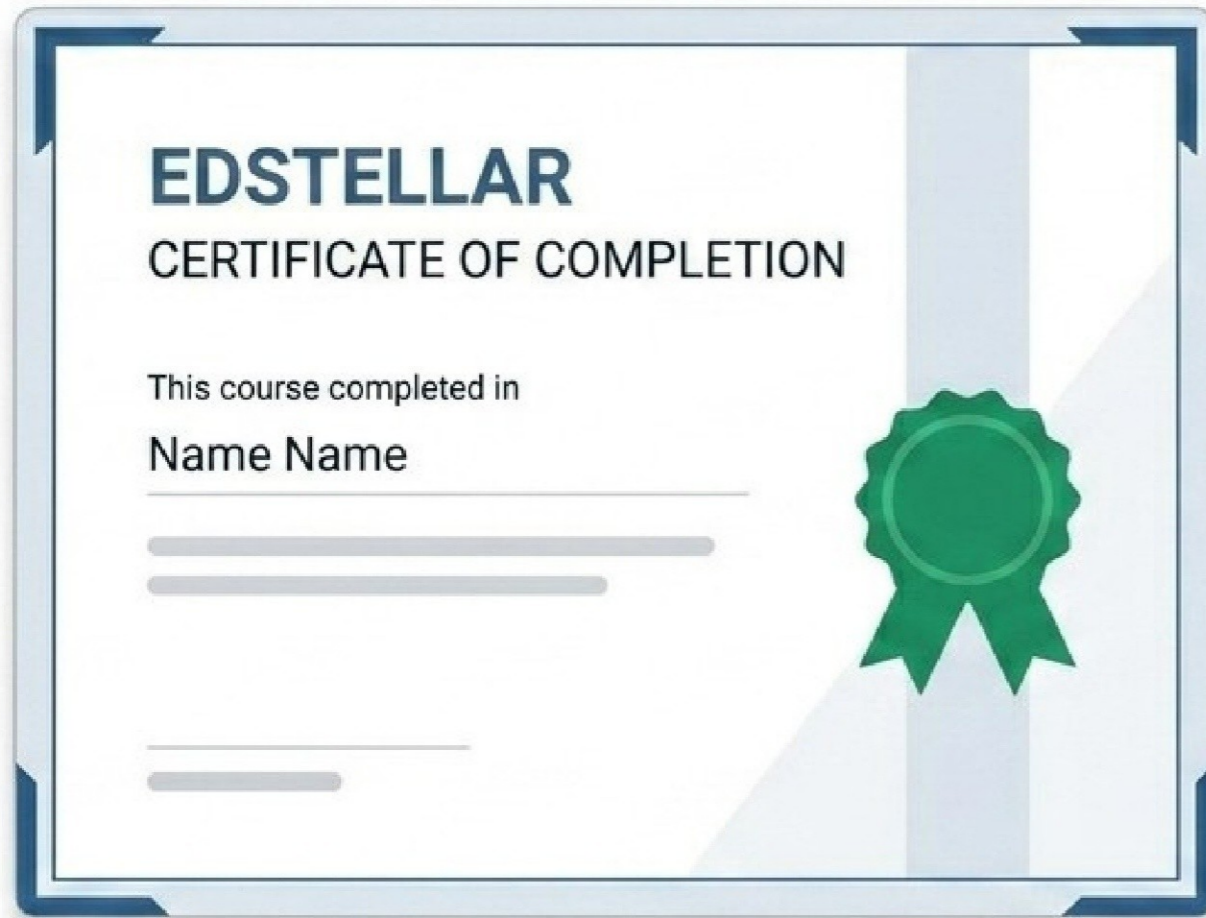 EDSTELLAR
CERTIFICATE OF COMPLETION
This course completed in
Name Name